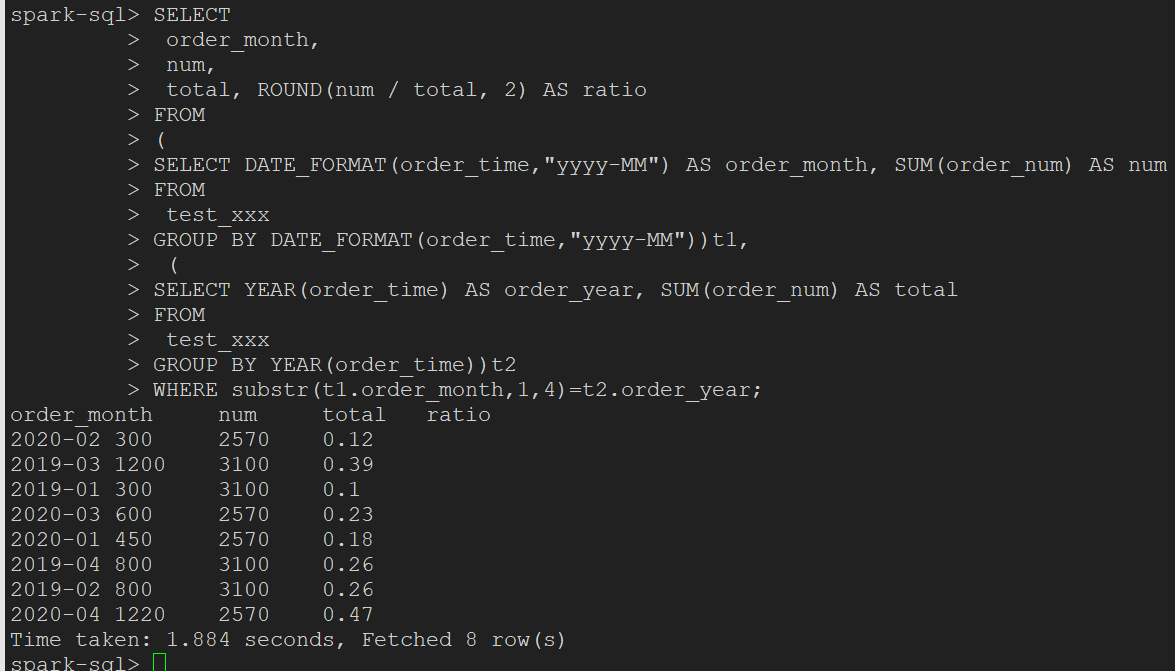 spark-sql> SELECT
         >  order_month,
         >  num,
         >  total, ROUND(num / total, 2) AS ratio
         > FROM
         > (
         > SELECT DATE_FORMAT(order_time,"yyyy-MM") AS order_month, SUM(order_num) AS num
         > FROM
         >  test_xxx
         > GROUP BY DATE_FORMAT(order_time,"yyyy-MM"))t1,
         >  (
         > SELECT YEAR(order_time) AS order_year, SUM(order_num) AS total
         > FROM
         >  test_xxx
         > GROUP BY YEAR(order_time))t2
         > WHERE substr(t1.order_month,1,4)=t2.order_year;
order_month     num     total   ratio
2020-02 300     2570    0.12
2019-03 1200    3100    0.39
2019-01 300     3100    0.1
2020-03 600     2570    0.23
2020-01 450     2570    0.18
2019-04 800     3100    0.26
2019-02 800     3100    0.26
2020-04 1220    2570    0.47
Time taken: 1.884 seconds, Fetched 8 row(s)
spark-sql>